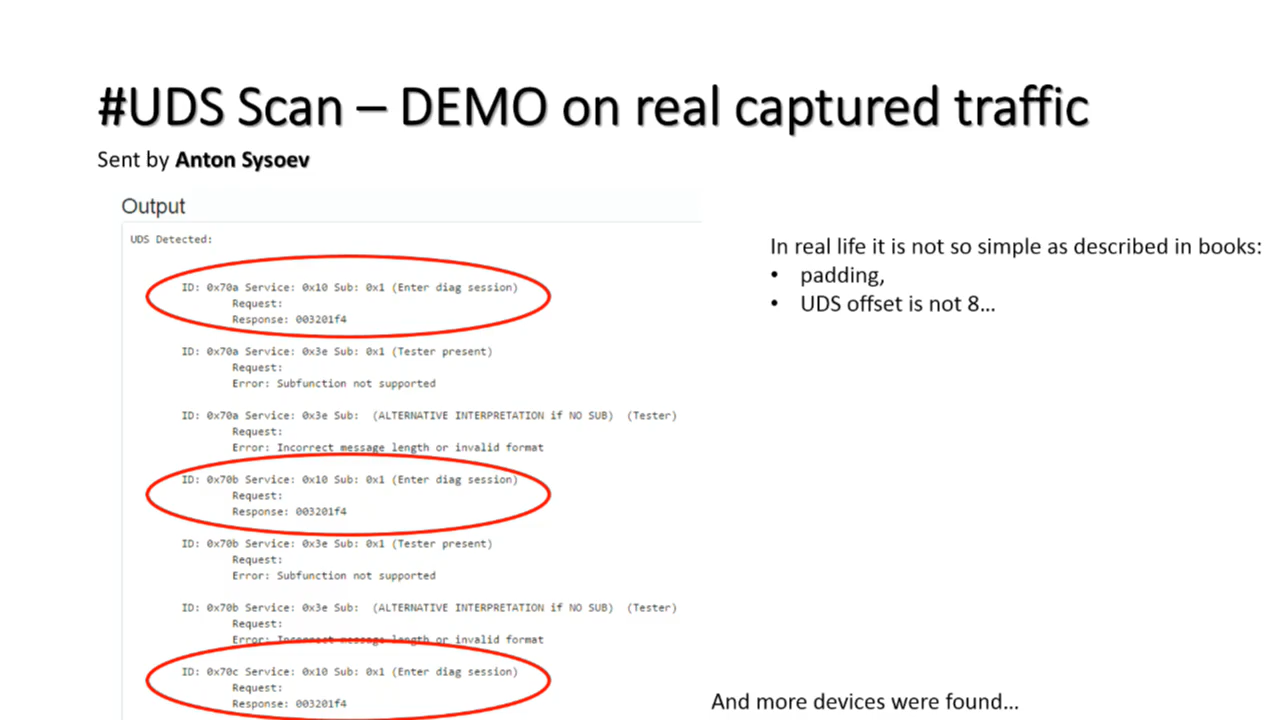 #UDS Scan – DEMO on real captured traffic
Sent by Anton Sysoev
Output
UDS Detected:
ID: 0x70a Service: 0x10 Sub: 0x1 (Enter diag session)
Request:
Response: 003201f4
ID: 0x70a Service: 0x3e Sub: 0x1 (Tester present)
Request:
Error: Subfunction not supported
ID: 0x70a Service: 0x3e Sub:  (ALTERNATIVE INTERPRETATION if NO SUB)  (Tester)
Request:
Error: Incorrect message length or invalid format
ID: 0x70b Service: 0x10 Sub: 0x1 (Enter diag session)
Request:
Response: 003201f4
ID: 0x70b Service: 0x3e Sub: 0x1 (Tester present)
Request:
Error: Subfunction not supported
ID: 0x70b Service: 0x3e Sub:  (ALTERNATIVE INTERPRETATION if NO SUB)  (Tester)
Request:
Error: Incorrect message length or invalid format
ID: 0x70c Service: 0x10 Sub: 0x1 (Enter diag session)
Request:
Response: 003201f4
In real life it is not so simple as described in books:
• padding,
• UDS offset is not 8...
And more devices were found...